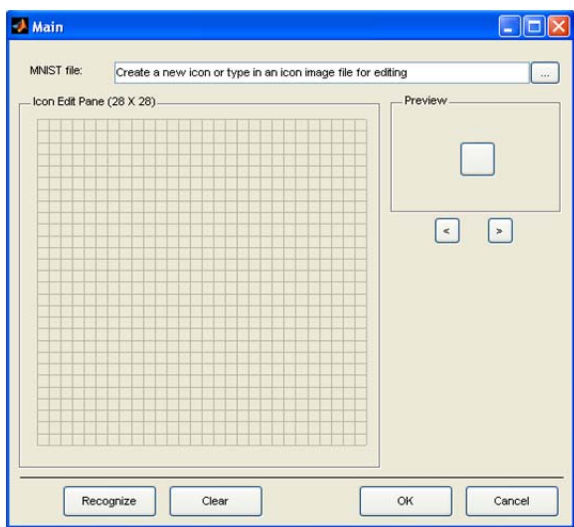 Main
MNIST file:
Create a new icon or type in an icon image file for editing
...
Icon Edit Pane (28 X 28)
Preview
<
>
Recognize
Clear
OK
Cancel